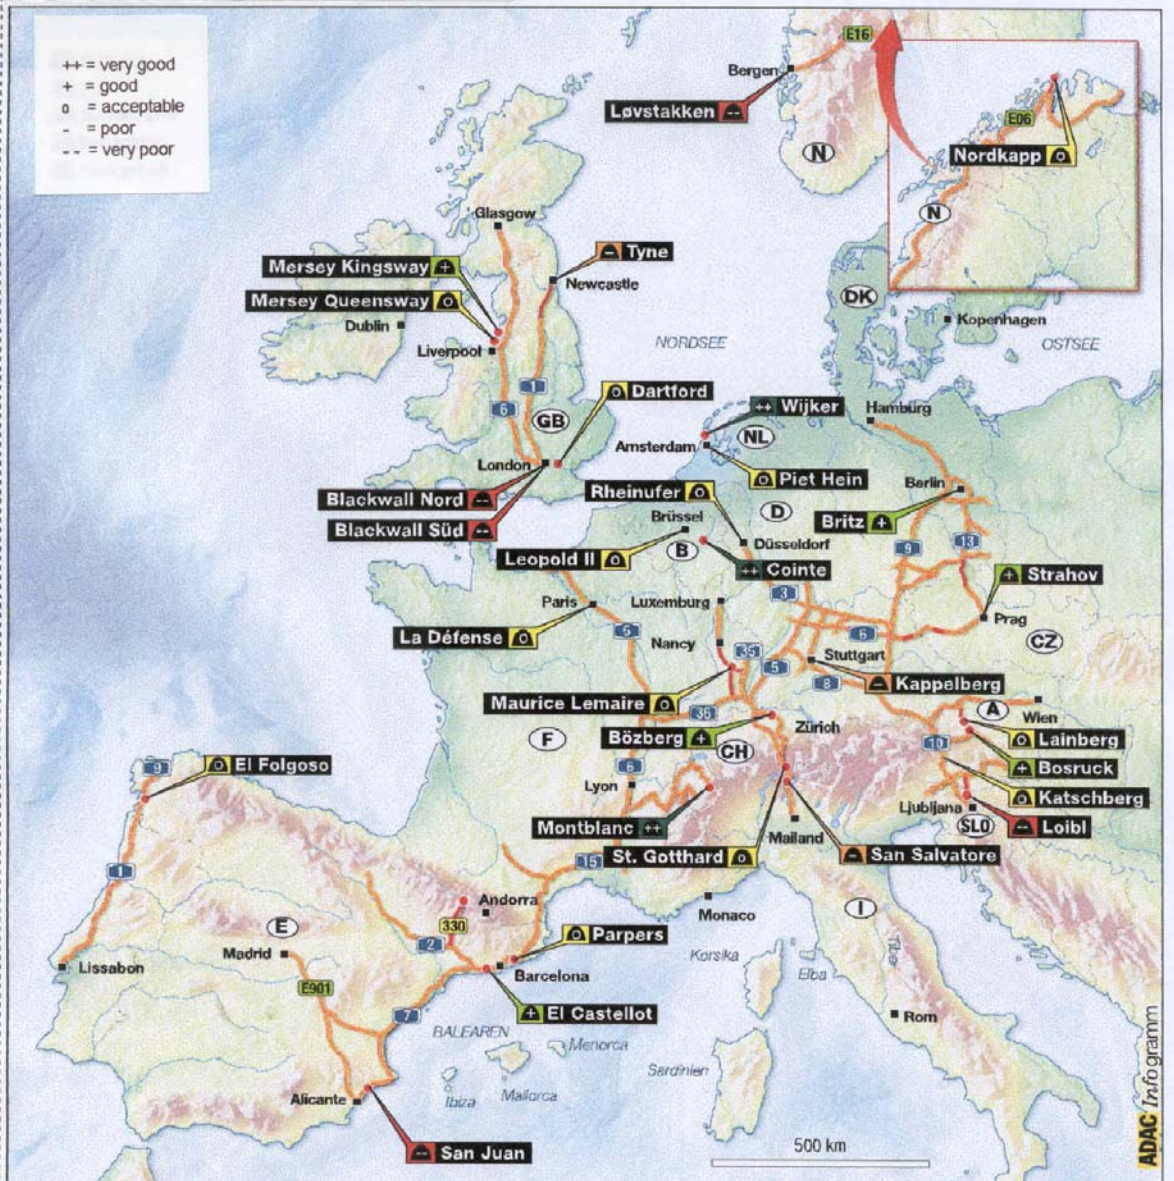 ++ = very good
+ = good
o = acceptable
- = poor
-- = very poor
E16
Bergen
Løvstakken --
N
E06
Nordkapp o
N
Glasgow
- Tyne
Mersey Kingsway +
Newcastle
Mersey Queensway o
DK
Dublin
Kopenhagen
Liverpool
NORDSEE
OSTSEE
1
o Dartford
6
GB
++ Wijker
Hamburg
NL
Amsterdam
London
o Piet Hein
Blackwall Nord --
Rheinufer o
Berlin
Brüssel
D
Britz +
Blackwall Süd --
Düsseldorf
9
13
B
Leopold II o
++ Cointe
+ Strahov
3
Paris
Luxemburg
Prag
La Défense o
5
Nancy
6
CZ
35
5
Stuttgart
8
- Kappelberg
Maurice Lemaire o
36
A
Wien
Zürich
F
Bözberg +
CH
10
o Lainberg
9
o El Folgoso
6
+ Bosruck
Lyon
Ljubljana
o Katschberg
Montblanc ++
SLO
-- Loibl
Mailand
15
St. Gotthard o
- San Salvatore
1
Andorra
Monaco
I
E
330
o Parpers
2
Madrid
Korsika
Tiber
Lissabon
Barcelona
Elba
E901
+ El Castellot
7
Rom
BALEAREN
Menorca
Sardinien
Alicante
Ibiza
Mallorca
-- San Juan
500 km
ADAC Infogramm